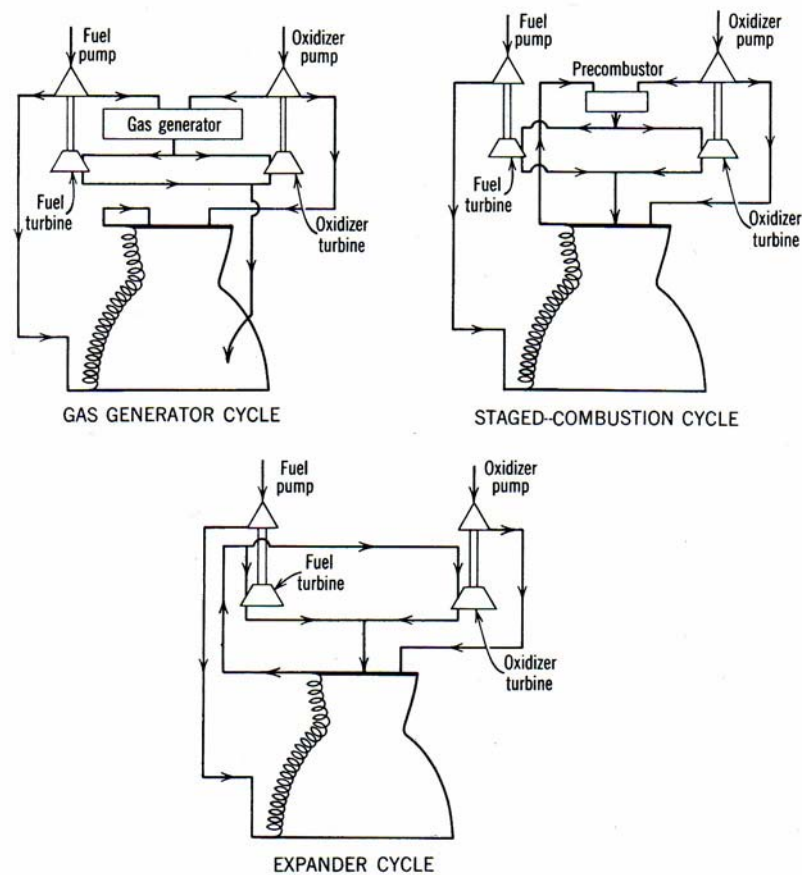 Fuel
pump
Oxidizer
pump
Gas generator
Fuel
turbine
Oxidizer
turbine
GAS GENERATOR CYCLE
Fuel
pump
Oxidizer
pump
Precombustor
Fuel
turbine
Oxidizer
turbine
STAGED--COMBUSTION CYCLE
Fuel
pump
Oxidizer
pump
Fuel
turbine
Oxidizer
turbine
EXPANDER CYCLE